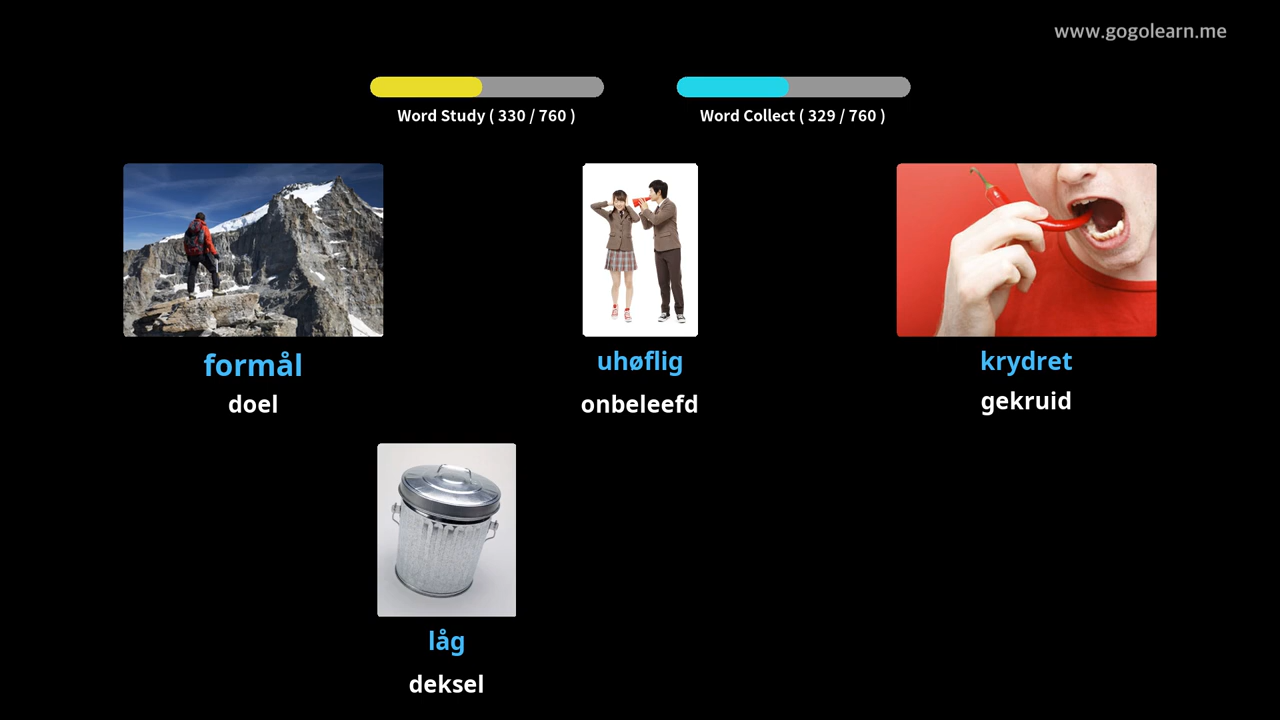 www.gogolearn.me
Word Study ( 330 / 760 )
Word Collect ( 329 / 760 )
formål
uhøflig
krydret
doel
onbeleefd
gekruid
låg
deksel